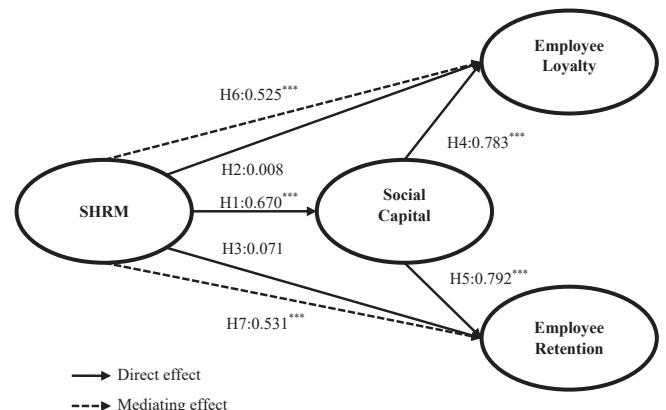 Employee
Loyalty
H6:0.525***
H4:0.783***
H2:0.008
H1:0.670***
Social
Capital
SHRM
H3:0.071
H5:0.792***
H7:0.531***
Employee
Retention
Direct effect
Mediating effect